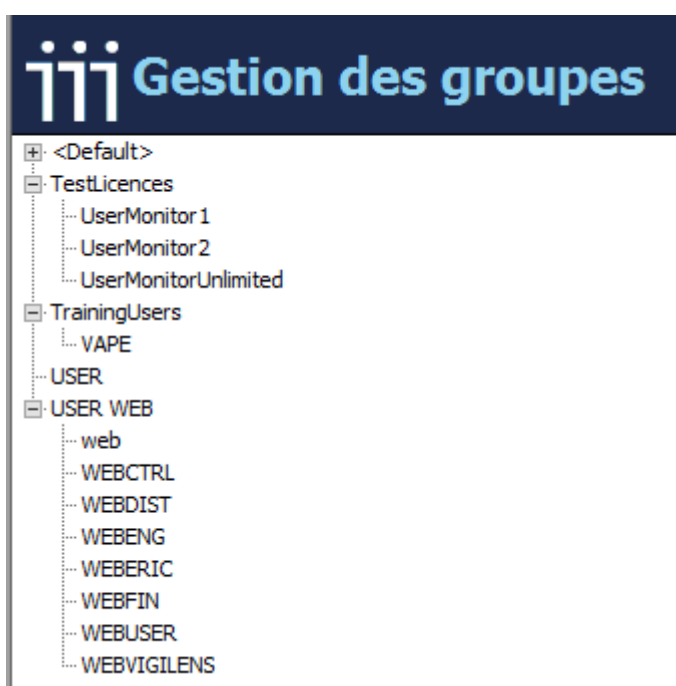 Gestion des groupes
<Default>
TestLicences
UserMonitor1
UserMonitor2
UserMonitorUnlimited
TrainingUsers
VAPE
USER
USER WEB
web
WEBCTRL
WEBDIST
WEBENG
WEBERIC
WEBFIN
WEBUSER
WEBVIGILENS